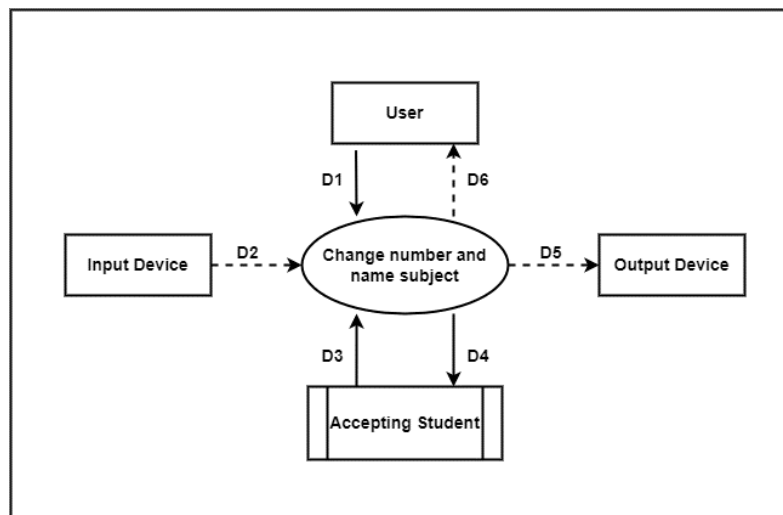 User
D1
D6
Input Device
D2
Change number and
name subject
D5
Output Device
D3
D4
Accepting Student